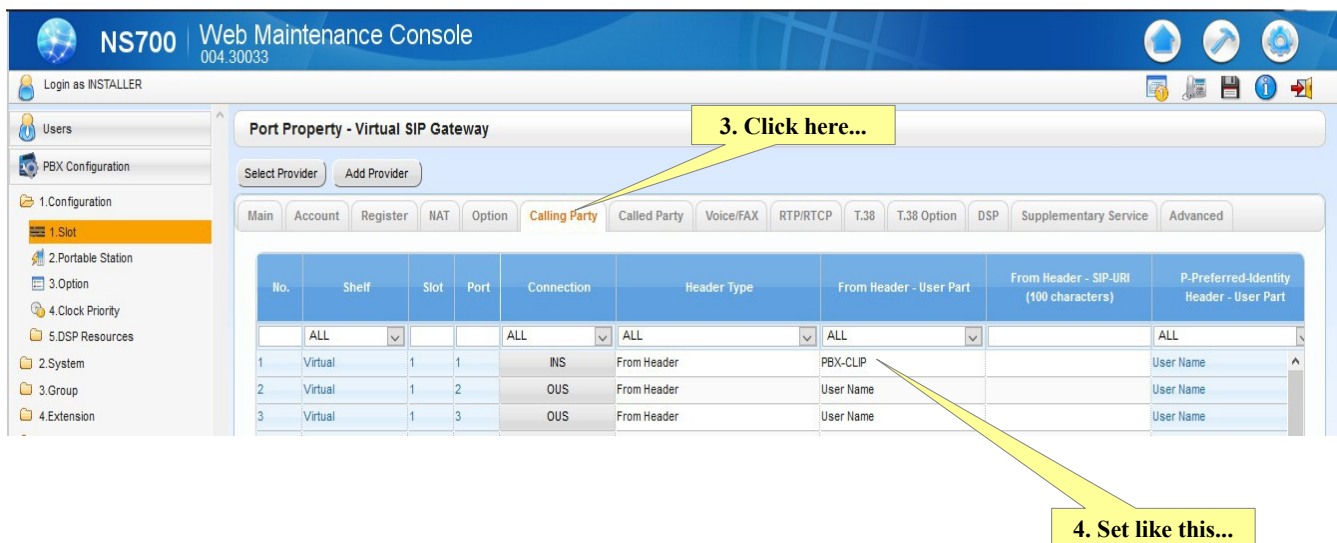 NS700
Web Maintenance Console
004.30033
Login as INSTALLER
Users
PBX Configuration
1.Configuration
1.Slot
2.Portable Station
3.Option
4.Clock Priority
5.DSP Resources
2.System
3.Group
4.Extension
Port Property - Virtual SIP Gateway
3. Click here...
Select Provider Add Provider
Main Account Register NAT Option Calling Party Called Party Voice/FAX RTP/RTCP T.38 T.38 Option DSP Supplementary Service Advanced
No. Shelf Slot Port Connection Header Type From Header - User Part From Header - SIP-URI (100 characters) P-Preferred-Identity Header - User Part
ALL ALL ALL ALL ALL
1 Virtual 1 1 INS From Header PBX-CLIP User Name
2 Virtual 1 2 OUS From Header User Name User Name
3 Virtual 1 3 OUS From Header User Name User Name
4. Set like this...